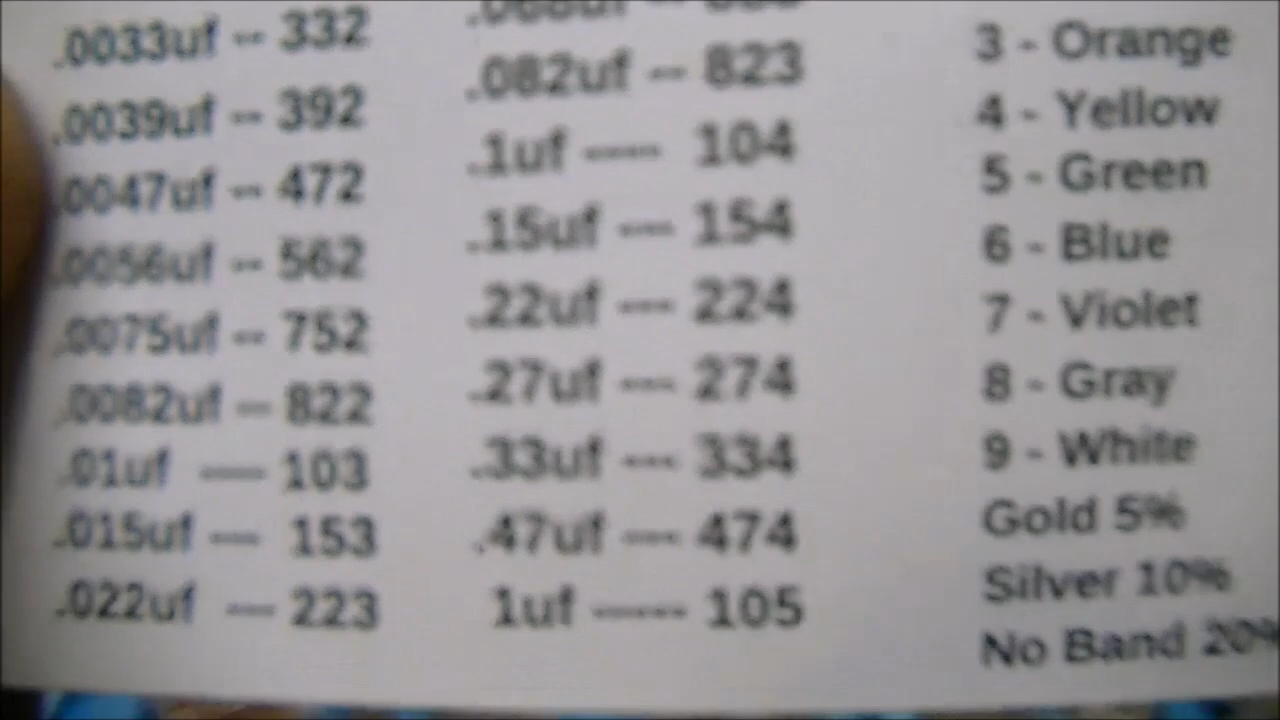 .0033uf -- 332
.0039uf -- 392
.0047uf -- 472
.0056uf -- 562
.0075uf -- 752
.0082uf -- 822
.01uf ---- 103
.015uf --- 153
.022uf --- 223
.068uf
.082uf -- 823
.1uf ----- 104
.15uf --- 154
.22uf --- 224
.27uf --- 274
.33uf --- 334
.47uf --- 474
1uf ------ 105
3 - Orange
4 - Yellow
5 - Green
6 - Blue
7 - Violet
8 - Gray
9 - White
Gold 5%
Silver 10%
No Band 20%